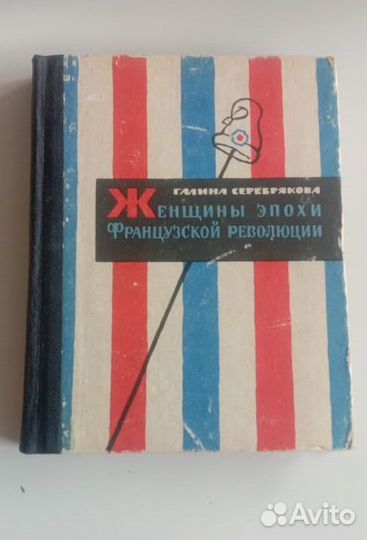 ГАЛИНА СЕРЕБРЯКОВА
ЖЕНЩИНЫ ЭПОХИ
ФРАНЦУЗСКОЙ РЕВОЛЮЦИИ
Avito